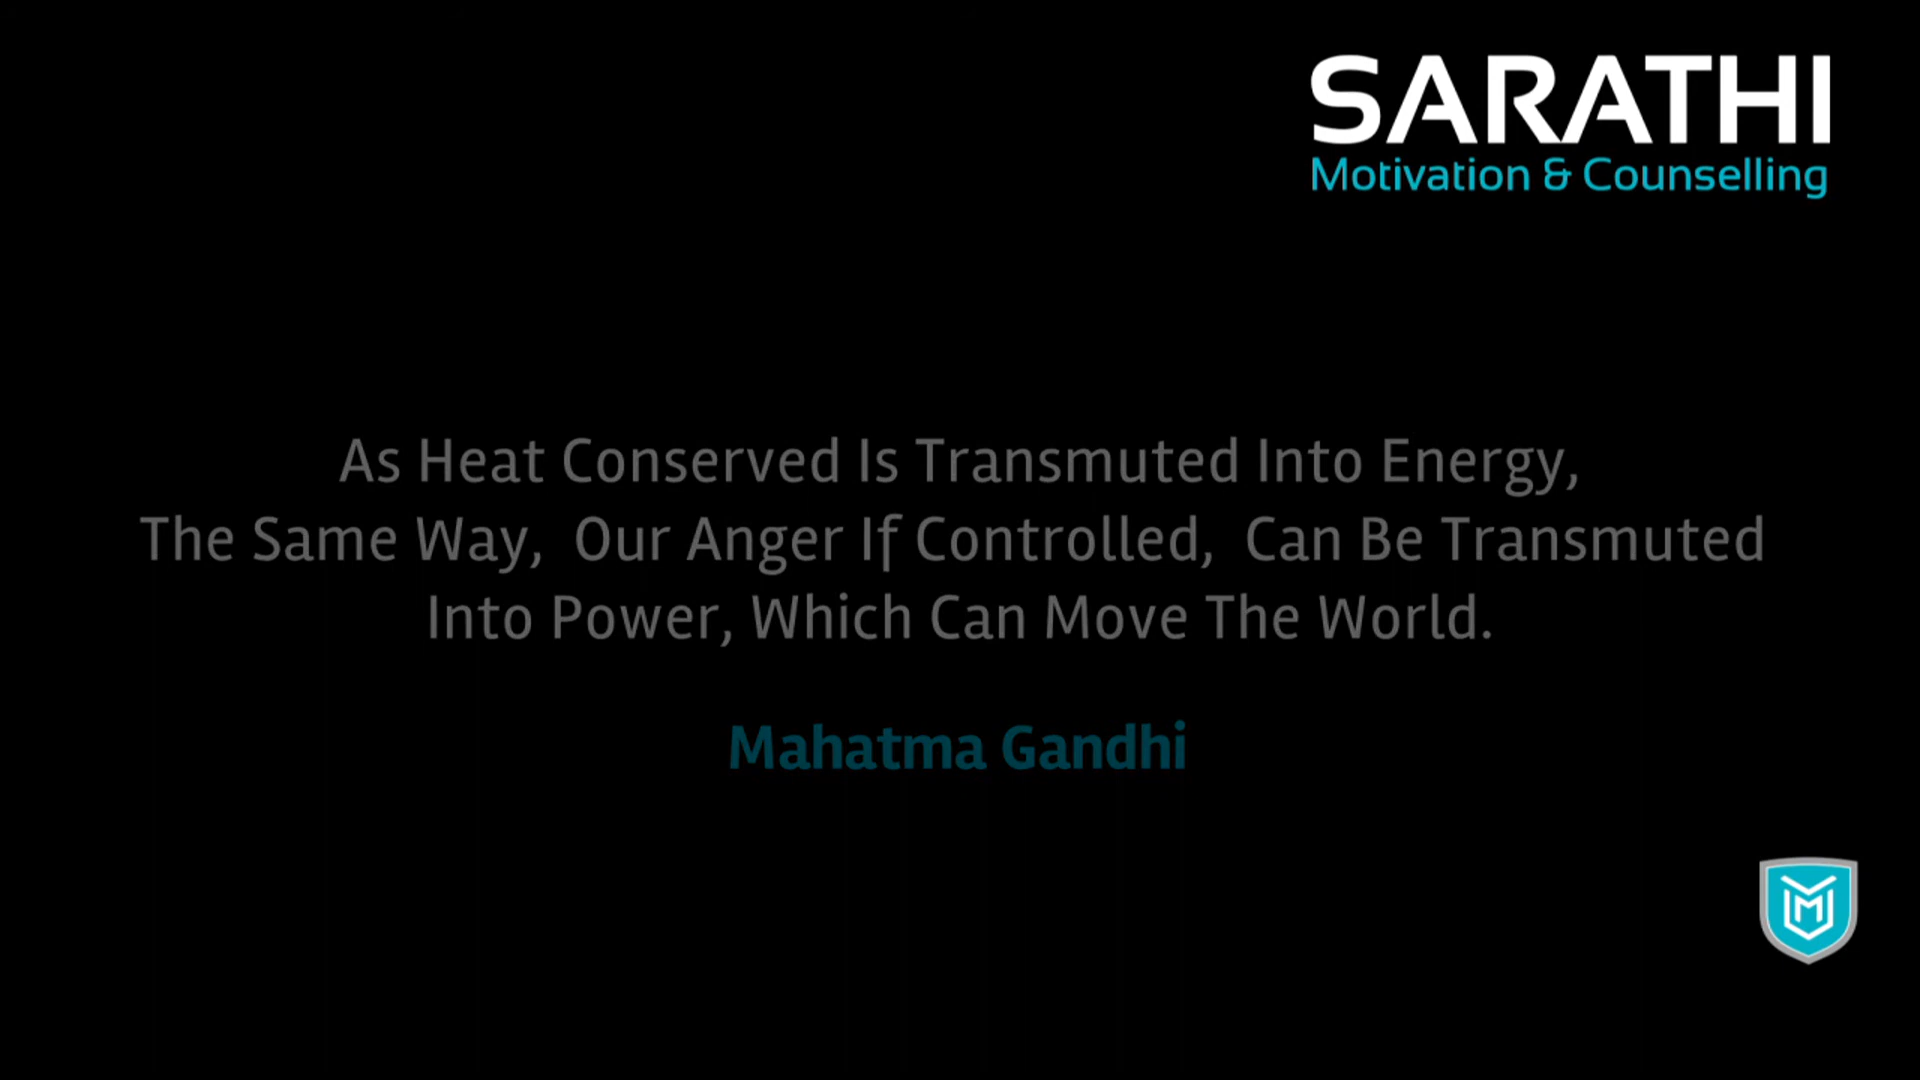 SARATHI
Motivation & Counselling
As Heat Conserved Is Transmuted Into Energy,
The Same Way,  Our Anger If Controlled,  Can Be Transmuted
Into Power, Which Can Move The World.
Mahatma Gandhi